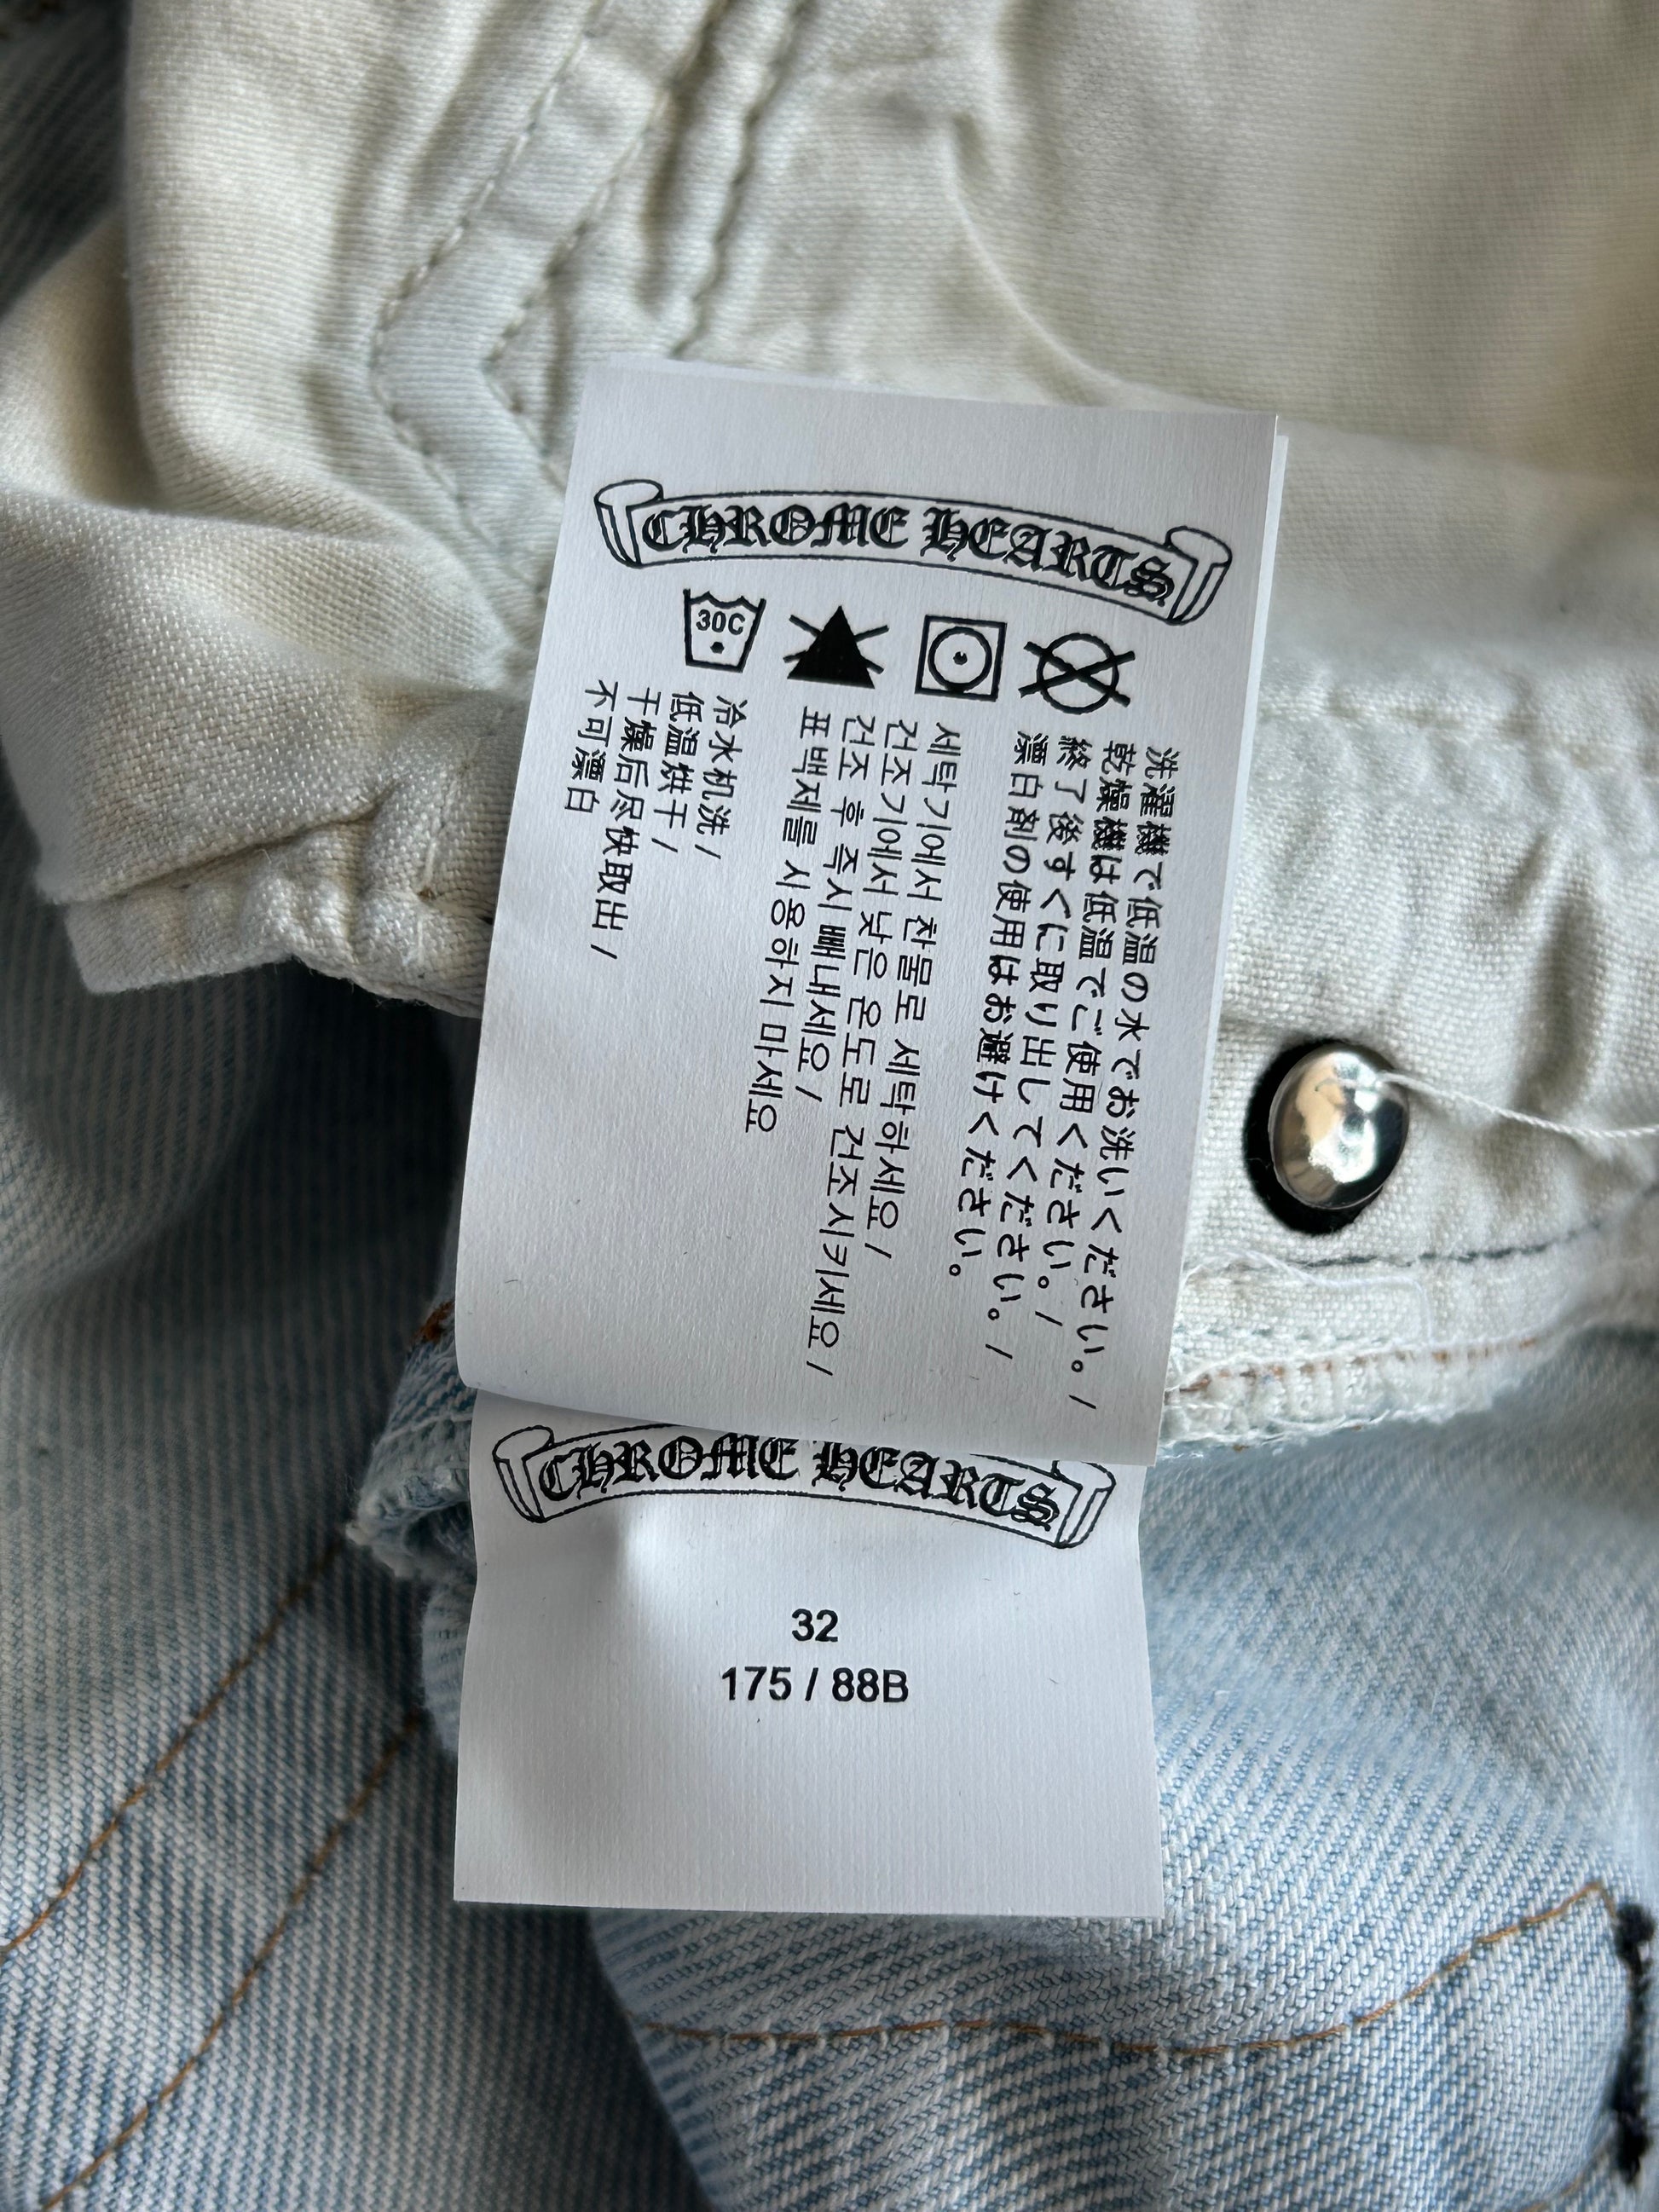 CHROME HEARTS
30C
洗濯機で低温の水でお洗いください。/
乾燥機は低温でご使用ください。/
終了後すぐに取り出してください。/
漂白剤の使用はお避けください。
세탁기에서 찬물로 세탁하세요 /
건조기에서 낮은 온도로 건조시키세요 /
건조 후 즉시 빼내세요 /
표백제를 사용하지 마세요
冷水机洗 /
低温烘干 /
干燥后尽快取出 /
不可漂白
CHROME HEARTS
32
175 / 88B